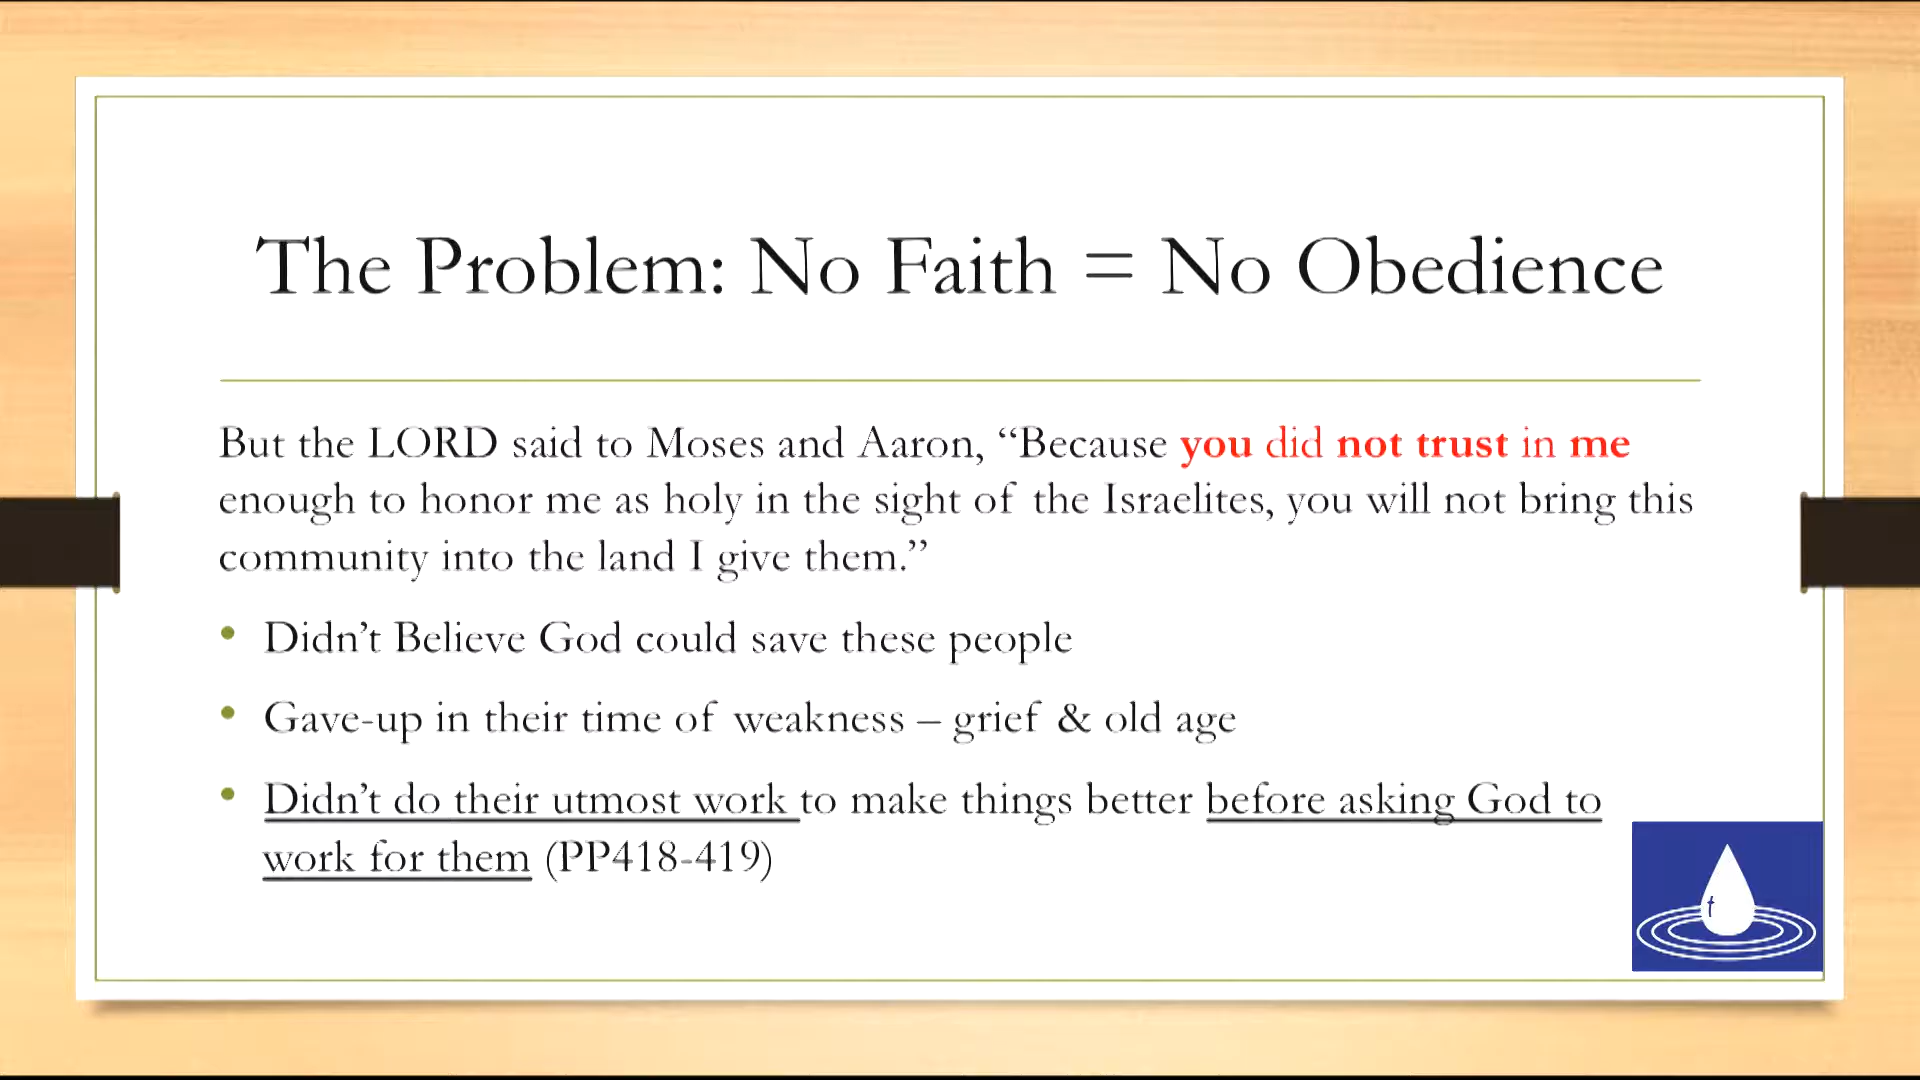 The Problem: No Faith = No Obedience
But the LORD said to Moses and Aaron, “Because you did not trust in me
enough to honor me as holy in the sight of the Israelites, you will not bring this
community into the land I give them.”
• Didn’t Believe God could save these people
• Gave-up in their time of weakness – grief & old age
• Didn’t do their utmost work to make things better before asking God to
work for them (PP418-419)